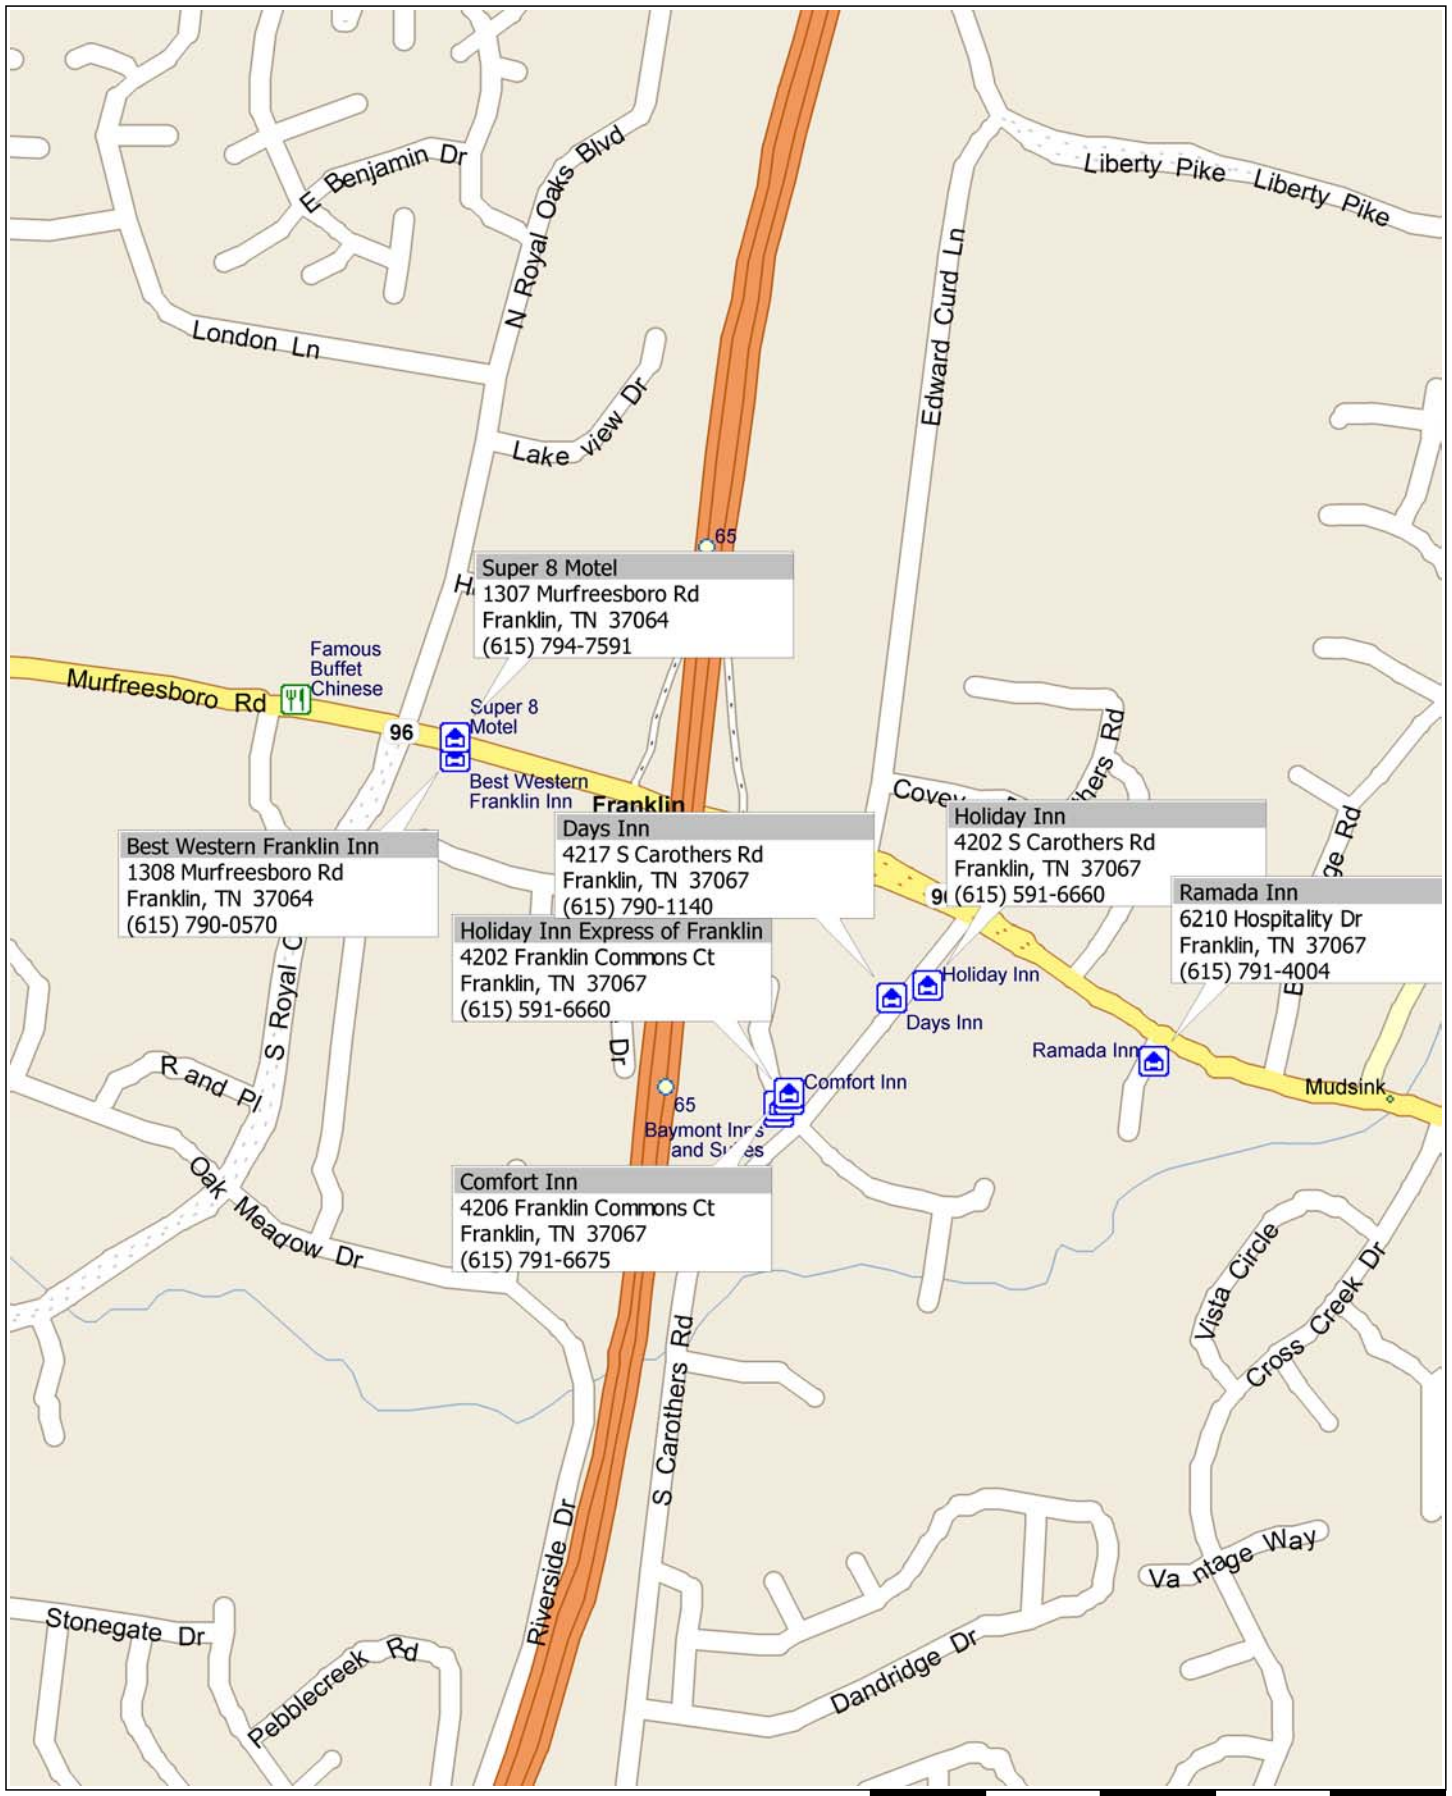 Liberty Pike
Liberty Pike
E Benjamin Dr
N Royal Oaks Blvd
Edward Curd Ln
London Ln
Lake view Dr
65
Super 8 Motel
1307 Murfreesboro Rd
Franklin, TN 37064
(615) 794-7591
Famous
Buffet
Chinese
Murfreesboro Rd
96
Super 8
Motel
Best Western
Franklin Inn
Franklin
Covey
Best Western Franklin Inn
1308 Murfreesboro Rd
Franklin, TN 37064
(615) 790-0570
Days Inn
4217 S Carothers Rd
Franklin, TN 37067
(615) 790-1140
Holiday Inn
4202 S Carothers Rd
Franklin, TN 37067
(615) 591-6660
Ramada Inn
6210 Hospitality Dr
Franklin, TN 37067
(615) 791-4004
Holiday Inn Express of Franklin
4202 Franklin Commons Ct
Franklin, TN 37067
(615) 591-6660
Holiday Inn
Days Inn
Ramada Inn
S Royal
Dr
R and Pl
65
Comfort Inn
Baymont Inns
and Suites
Mudsink
Comfort Inn
4206 Franklin Commons Ct
Franklin, TN 37067
(615) 791-6675
Oak Meadow Dr
Vista Circle
Cross Creek Dr
S Carothers Rd
Riverside Dr
Va ntage Way
Stonegate Dr
Pebblecreek Rd
Dandridge Dr